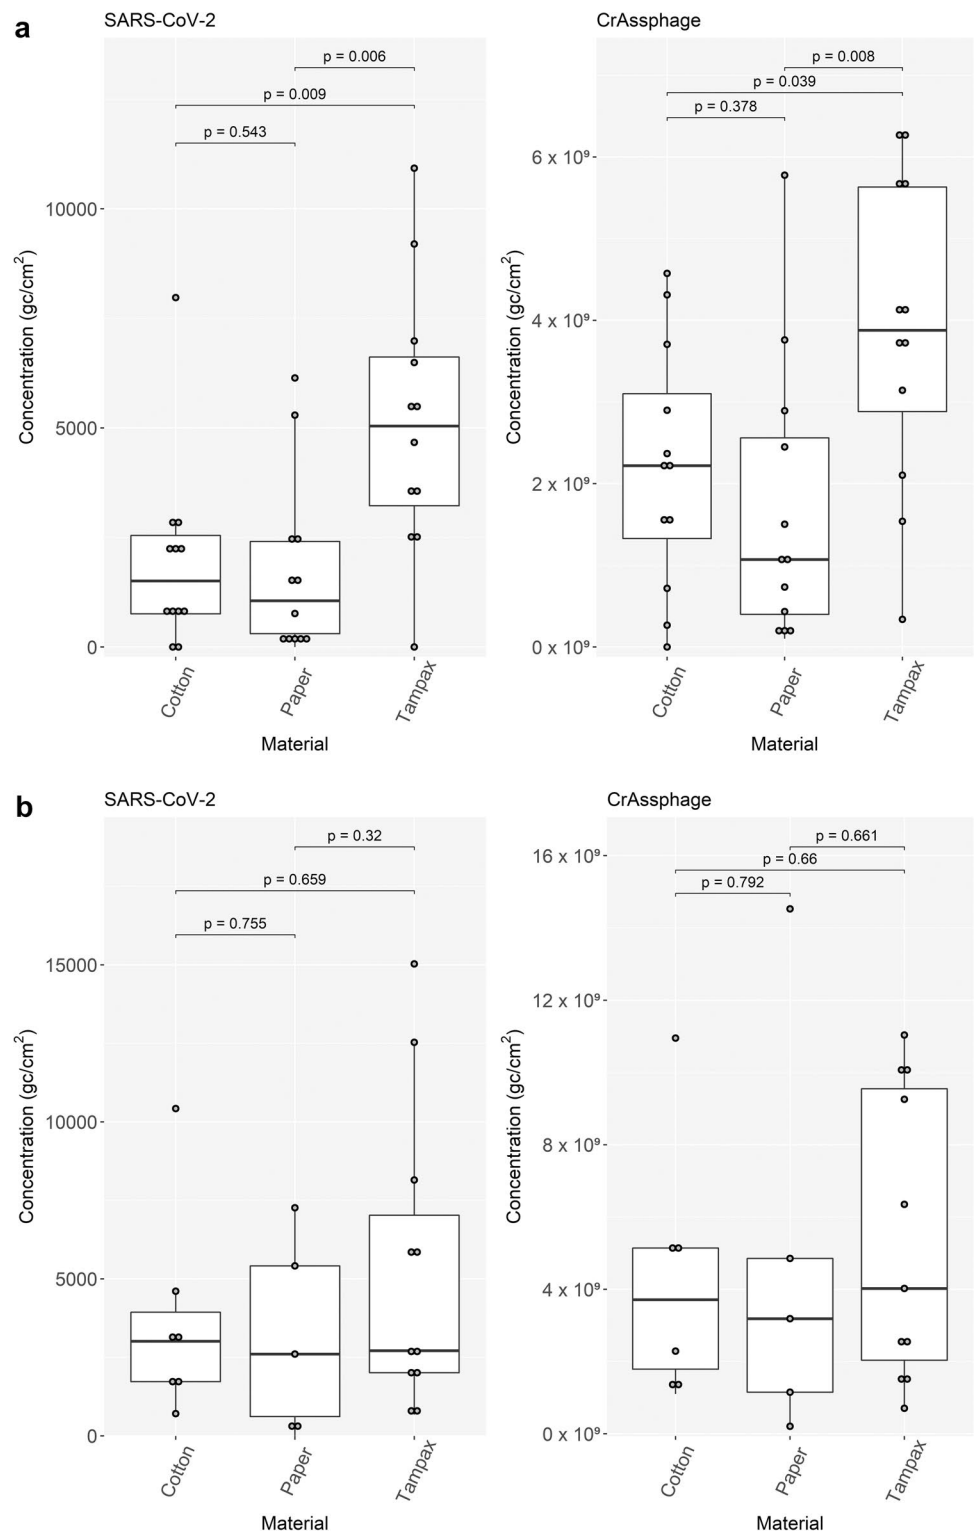 a
SARS-CoV-2
CrAssphage
p = 0.006
p = 0.009
p = 0.543
p = 0.008
p = 0.039
p = 0.378
Concentration (gc/cm²)
10000
5000
0
Cotton
Paper
Tampax
Material
Concentration (gc/cm²)
6 x 10⁹
4 x 10⁹
2 x 10⁹
0 x 10⁹
Cotton
Paper
Tampax
Material
b
SARS-CoV-2
CrAssphage
p = 0.32
p = 0.659
p = 0.755
p = 0.661
p = 0.66
p = 0.792
Concentration (gc/cm²)
15000
10000
5000
0
Cotton
Paper
Tampax
Material
Concentration (gc/cm²)
16 x 10⁹
12 x 10⁹
8 x 10⁹
4 x 10⁹
0 x 10⁹
Cotton
Paper
Tampax
Material